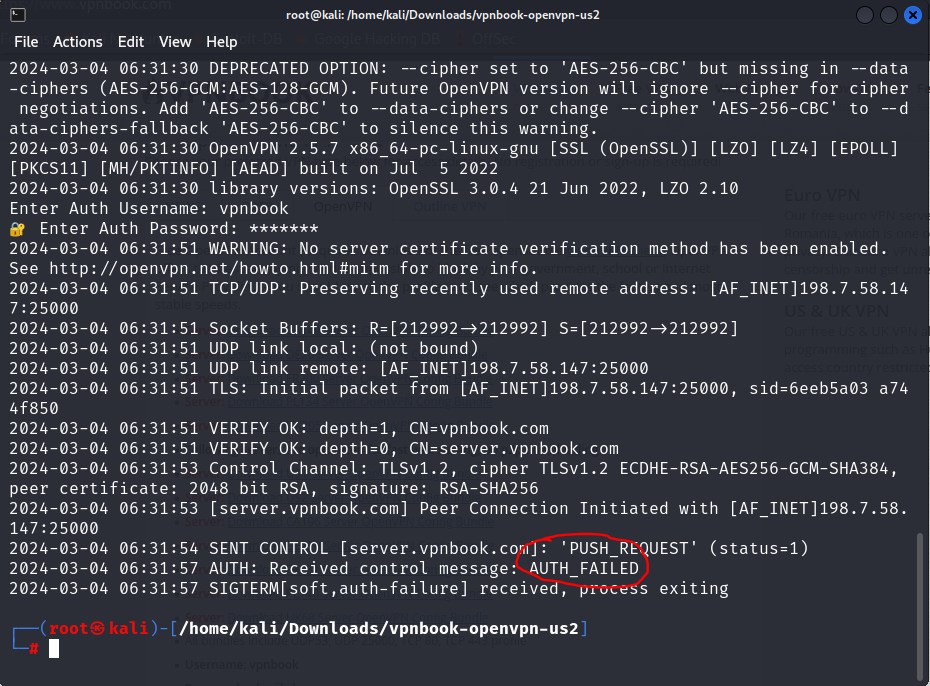 root@kali: /home/kali/Downloads/vpnbook-openvpn-us2
File Actions Edit View Help
2024-03-04 06:31:30 DEPRECATED OPTION: --cipher set to 'AES-256-CBC' but missing in --data
-ciphers (AES-256-GCM:AES-128-GCM). Future OpenVPN version will ignore --cipher for cipher
 negotiations. Add 'AES-256-CBC' to --data-ciphers or change --cipher 'AES-256-CBC' to --d
ata-ciphers-fallback 'AES-256-CBC' to silence this warning.
2024-03-04 06:31:30 OpenVPN 2.5.7 x86_64-pc-linux-gnu [SSL (OpenSSL)] [LZO] [LZ4] [EPOLL]
[PKCS11] [MH/PKTINFO] [AEAD] built on Jul  5 2022
2024-03-04 06:31:30 library versions: OpenSSL 3.0.4 21 Jun 2022, LZO 2.10
Enter Auth Username: vpnbook
🔐 Enter Auth Password: *******
2024-03-04 06:31:51 WARNING: No server certificate verification method has been enabled.
See http://openvpn.net/howto.html#mitm for more info.
2024-03-04 06:31:51 TCP/UDP: Preserving recently used remote address: [AF_INET]198.7.58.14
7:25000
2024-03-04 06:31:51 Socket Buffers: R=[212992→212992] S=[212992→212992]
2024-03-04 06:31:51 UDP link local: (not bound)
2024-03-04 06:31:51 UDP link remote: [AF_INET]198.7.58.147:25000
2024-03-04 06:31:51 TLS: Initial packet from [AF_INET]198.7.58.147:25000, sid=6eeb5a03 a74
4f850
2024-03-04 06:31:51 VERIFY OK: depth=1, CN=vpnbook.com
2024-03-04 06:31:51 VERIFY OK: depth=0, CN=server.vpnbook.com
2024-03-04 06:31:53 Control Channel: TLSv1.2, cipher TLSv1.2 ECDHE-RSA-AES256-GCM-SHA384,
peer certificate: 2048 bit RSA, signature: RSA-SHA256
2024-03-04 06:31:53 [server.vpnbook.com] Peer Connection Initiated with [AF_INET]198.7.58.
147:25000
2024-03-04 06:31:54 SENT CONTROL [server.vpnbook.com]: 'PUSH_REQUEST' (status=1)
2024-03-04 06:31:57 AUTH: Received control message: AUTH_FAILED
2024-03-04 06:31:57 SIGTERM[soft,auth-failure] received, process exiting
┌──(root㉿kali)-[/home/kali/Downloads/vpnbook-openvpn-us2]
└─#